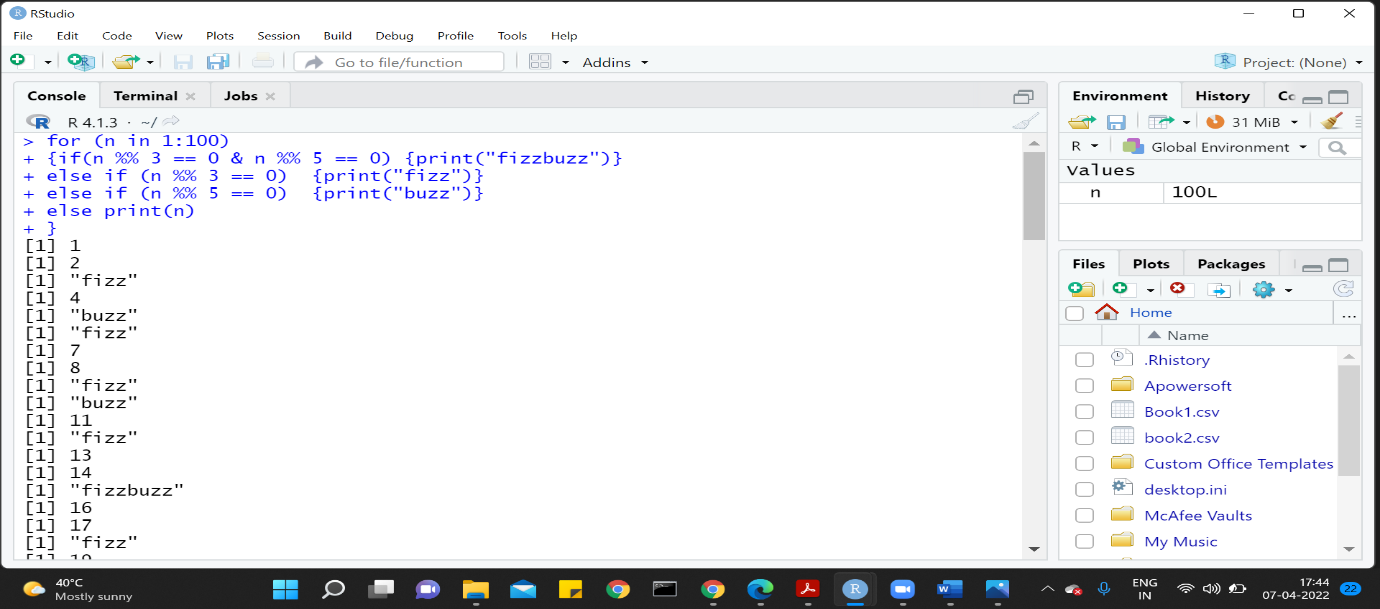 RStudio
File Edit Code View Plots Session Build Debug Profile Tools Help
Go to file/function Addins Project: (None)
Console Terminal Jobs
R 4.1.3 · ~/
> for (n in 1:100)
+ {if(n %% 3 == 0 & n %% 5 == 0) {print("fizzbuzz")}
+ else if (n %% 3 == 0)  {print("fizz")}
+ else if (n %% 5 == 0)  {print("buzz")}
+ else print(n)
+ }
[1] 1
[1] 2
[1] "fizz"
[1] 4
[1] "buzz"
[1] "fizz"
[1] 7
[1] 8
[1] "fizz"
[1] "buzz"
[1] 11
[1] "fizz"
[1] 13
[1] 14
[1] "fizzbuzz"
[1] 16
[1] 17
[1] "fizz"
Environment History
31 MiB
R Global Environment
Values
n 100L
Files Plots Packages
Home ...
Name
.Rhistory
Apowersoft
Book1.csv
book2.csv
Custom Office Templates
desktop.ini
McAfee Vaults
My Music
40°C
Mostly sunny
ENG
IN
17:44
07-04-2022
22